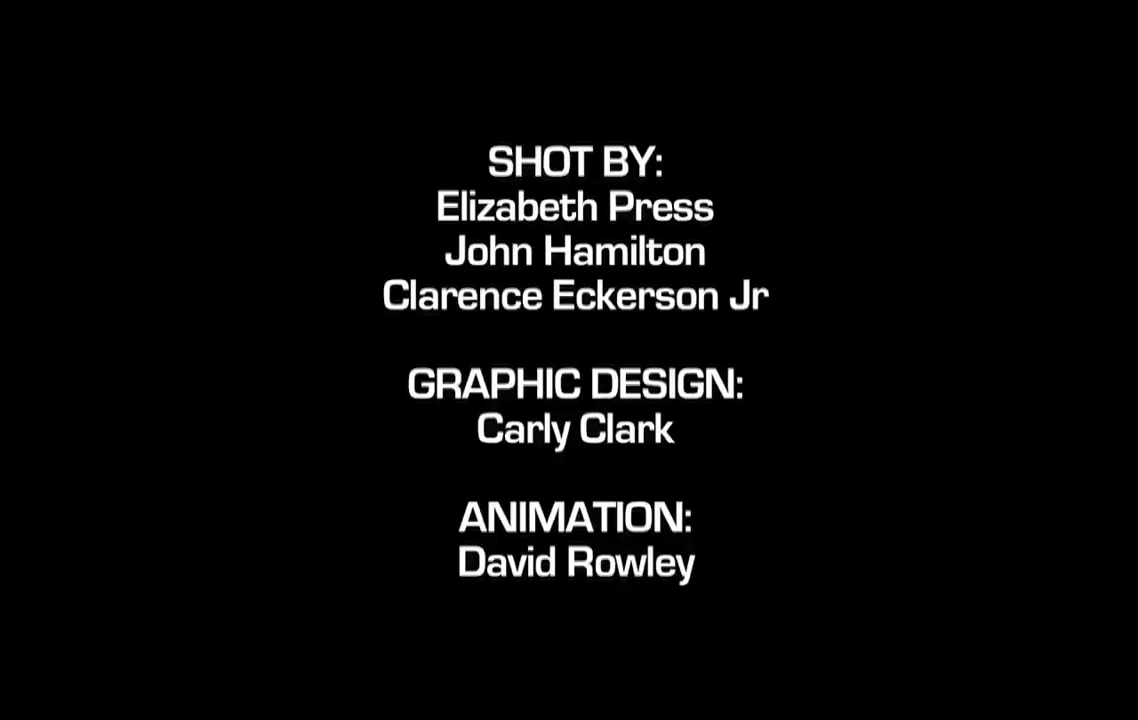 SHOT BY:
Elizabeth Press
John Hamilton
Clarence Eckerson Jr
GRAPHIC DESIGN:
Carly Clark
ANIMATION:
David Rowley